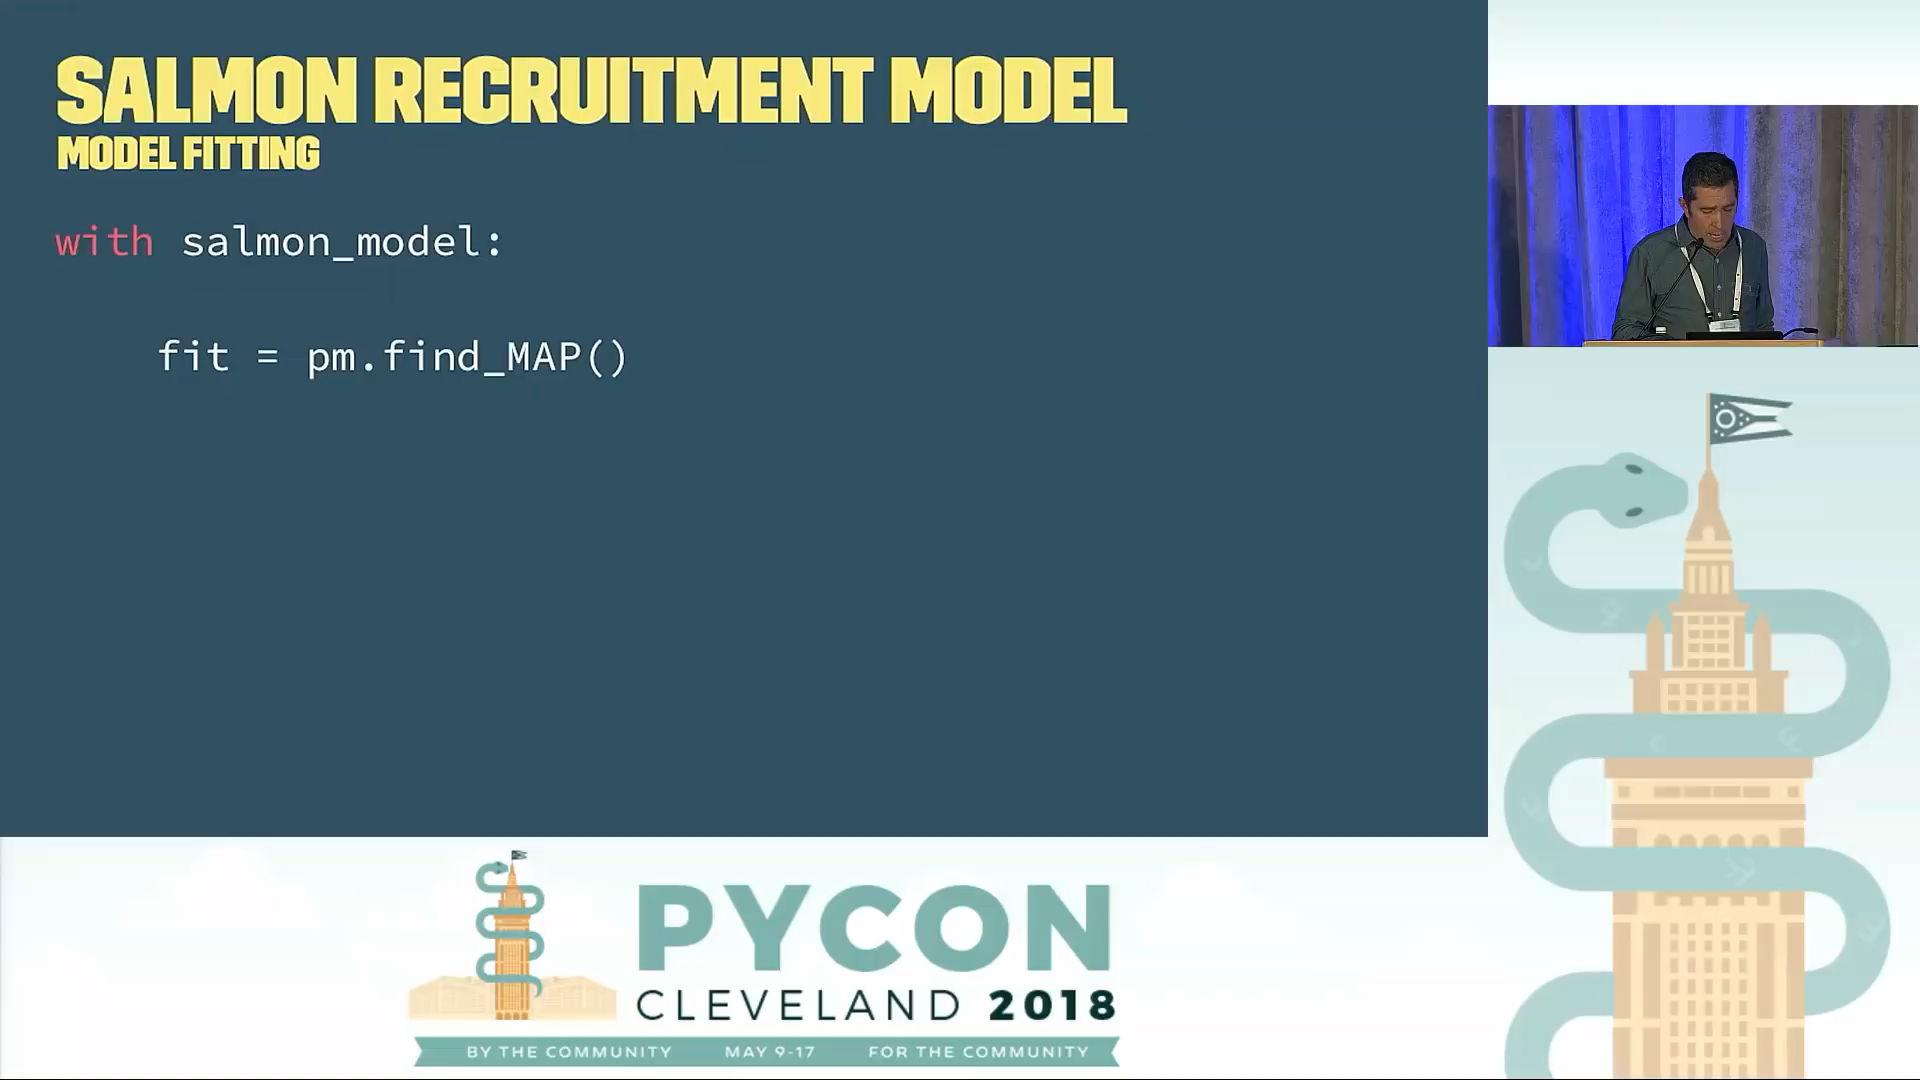 SALMON RECRUITMENT MODEL
MODEL FITTING
with salmon_model:
fit = pm.find_MAP()
PYCON
CLEVELAND 2018
BY THE COMMUNITY MAY 9-17 FOR THE COMMUNITY